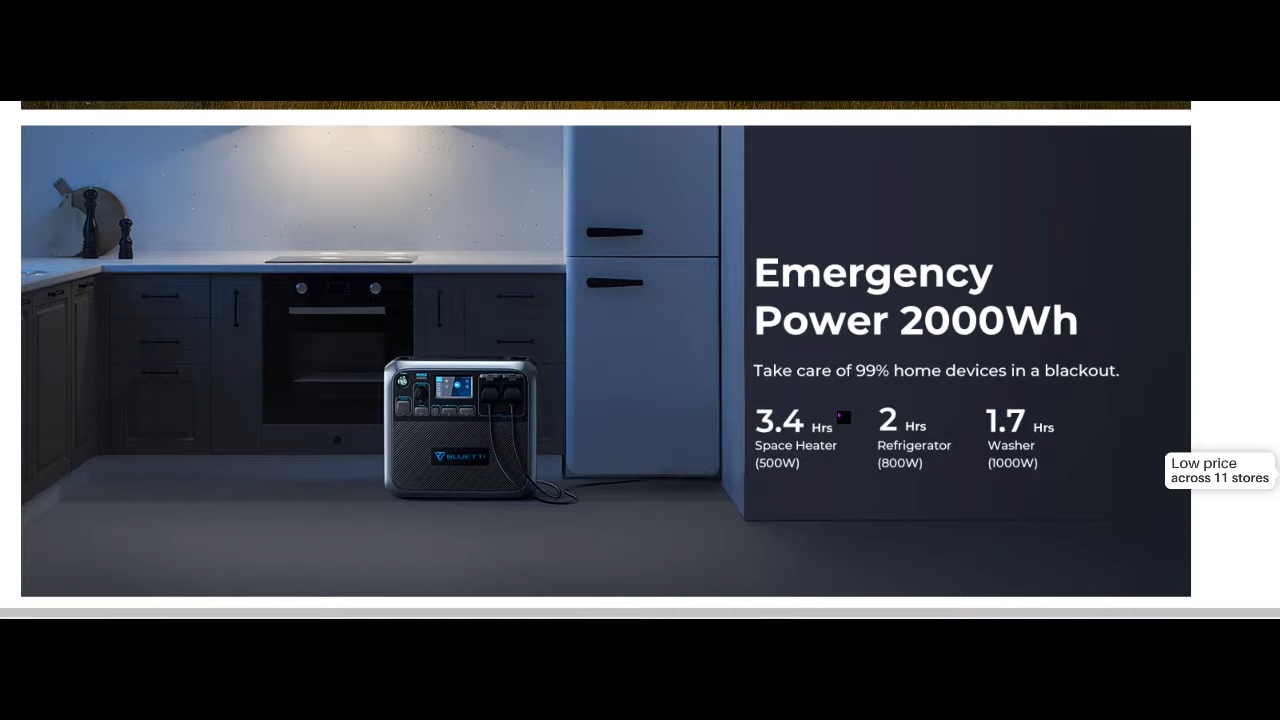 Emergency
Power 2000Wh
Take care of 99% home devices in a blackout.
3.4 Hrs
Space Heater
(500W)
2 Hrs
Refrigerator
(800W)
1.7 Hrs
Washer
(1000W)
Low price
across 11 stores
BLUETTI